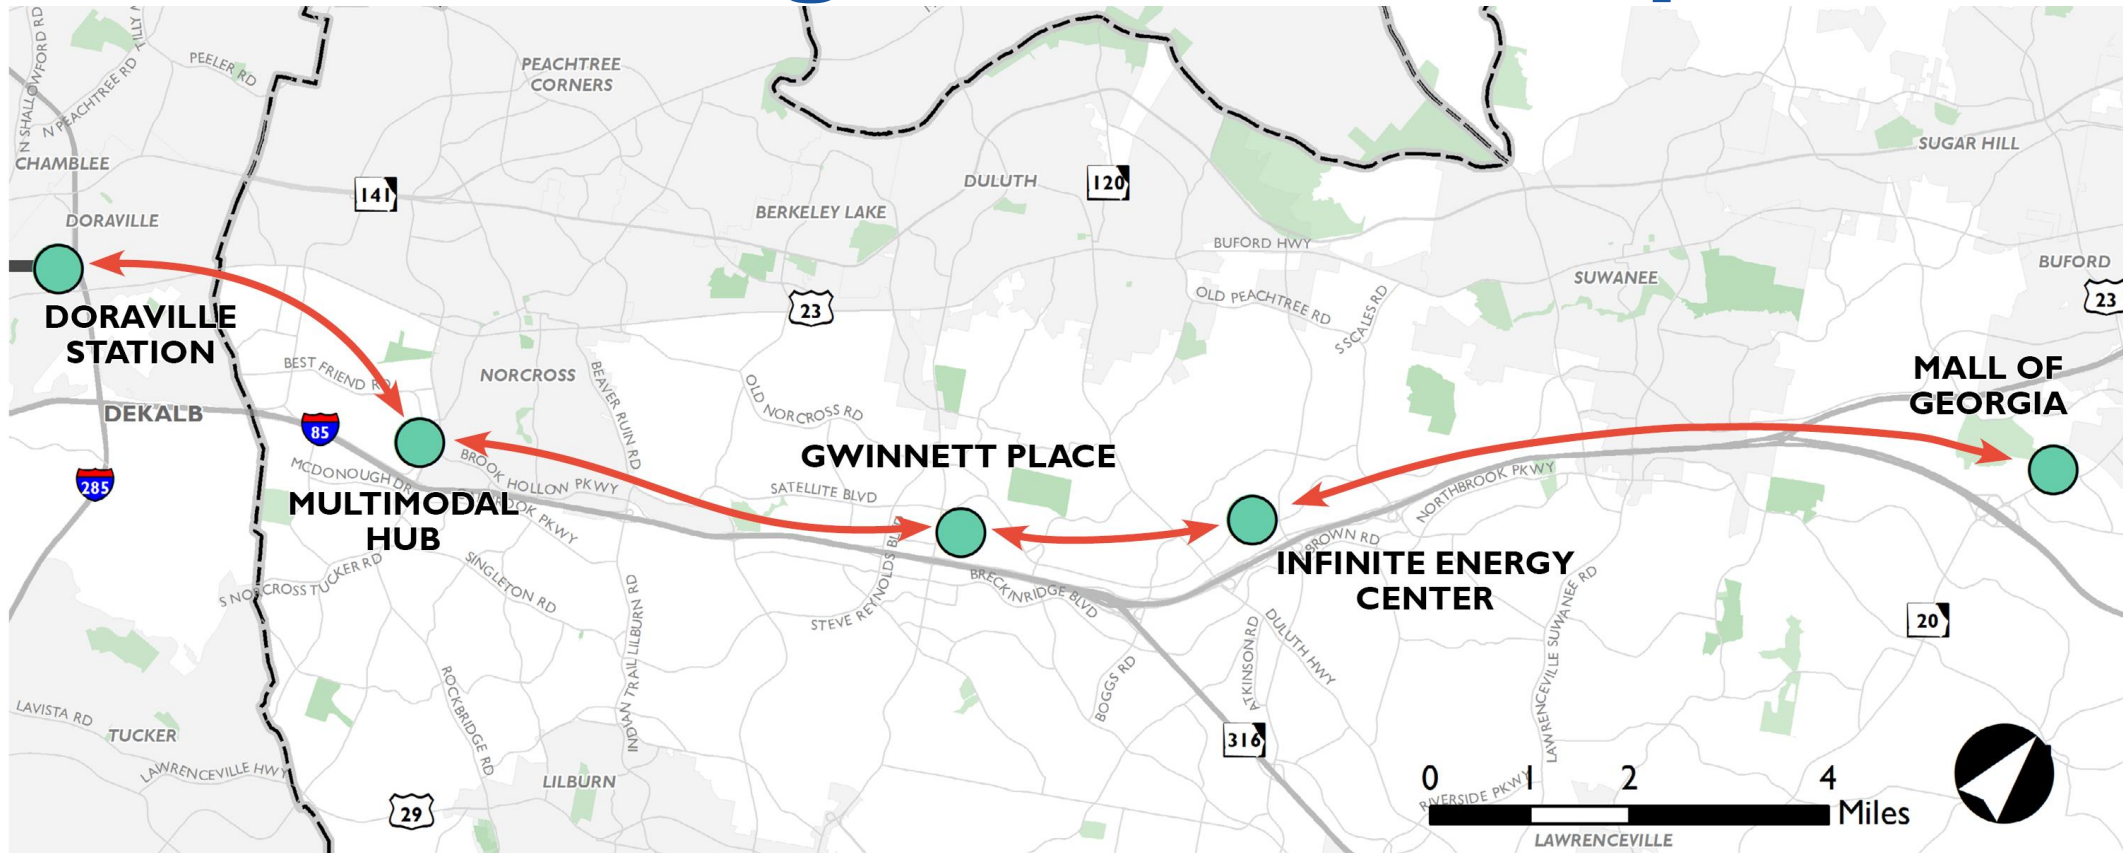 N SHALLOWFORD RD
N PEACHTREE RD
TILLY
PEELER RD
PEACHTREE
CORNERS
CHAMBLEE
141
DULUTH
120
SUGAR HILL
DORAVILLE
BERKELEY LAKE
BUFORD HWY
SUWANEE
BUFORD
23
OLD PEACHTREE RD
S SCALES RD
23
DORAVILLE
STATION
BEST FRIEND RD
NORCROSS
BEAVER RUIN RD
OLD NORCROSS RD
MALL OF
GEORGIA
DEKALB
85
GWINNETT PLACE
285
MCDONOUGH DR
BROOK HOLLOW PKWY
SATELLITE BLVD
NORTHBROOK PKWY
MULTIMODAL
HUB
PKWY
STEVE REYNOLDS BLVD
BROWN RD
INFINITE ENERGY
CENTER
S NORCROSS TUCKER RD
SINGLETON RD
BRECKINRIDGE BLVD
INDIAN TRAIL LILBURN RD
ATKINSON RD
DULUTH HWY
LAWRENCEVILLE SUWANEE RD
20
ROCKBRIDGE RD
BOGGS RD
LAVISTA RD
TUCKER
316
LAWRENCEVILLE HWY
LILBURN
29
0 1 2 4
Miles
RIVERSIDE PKWY
LAWRENCEVILLE